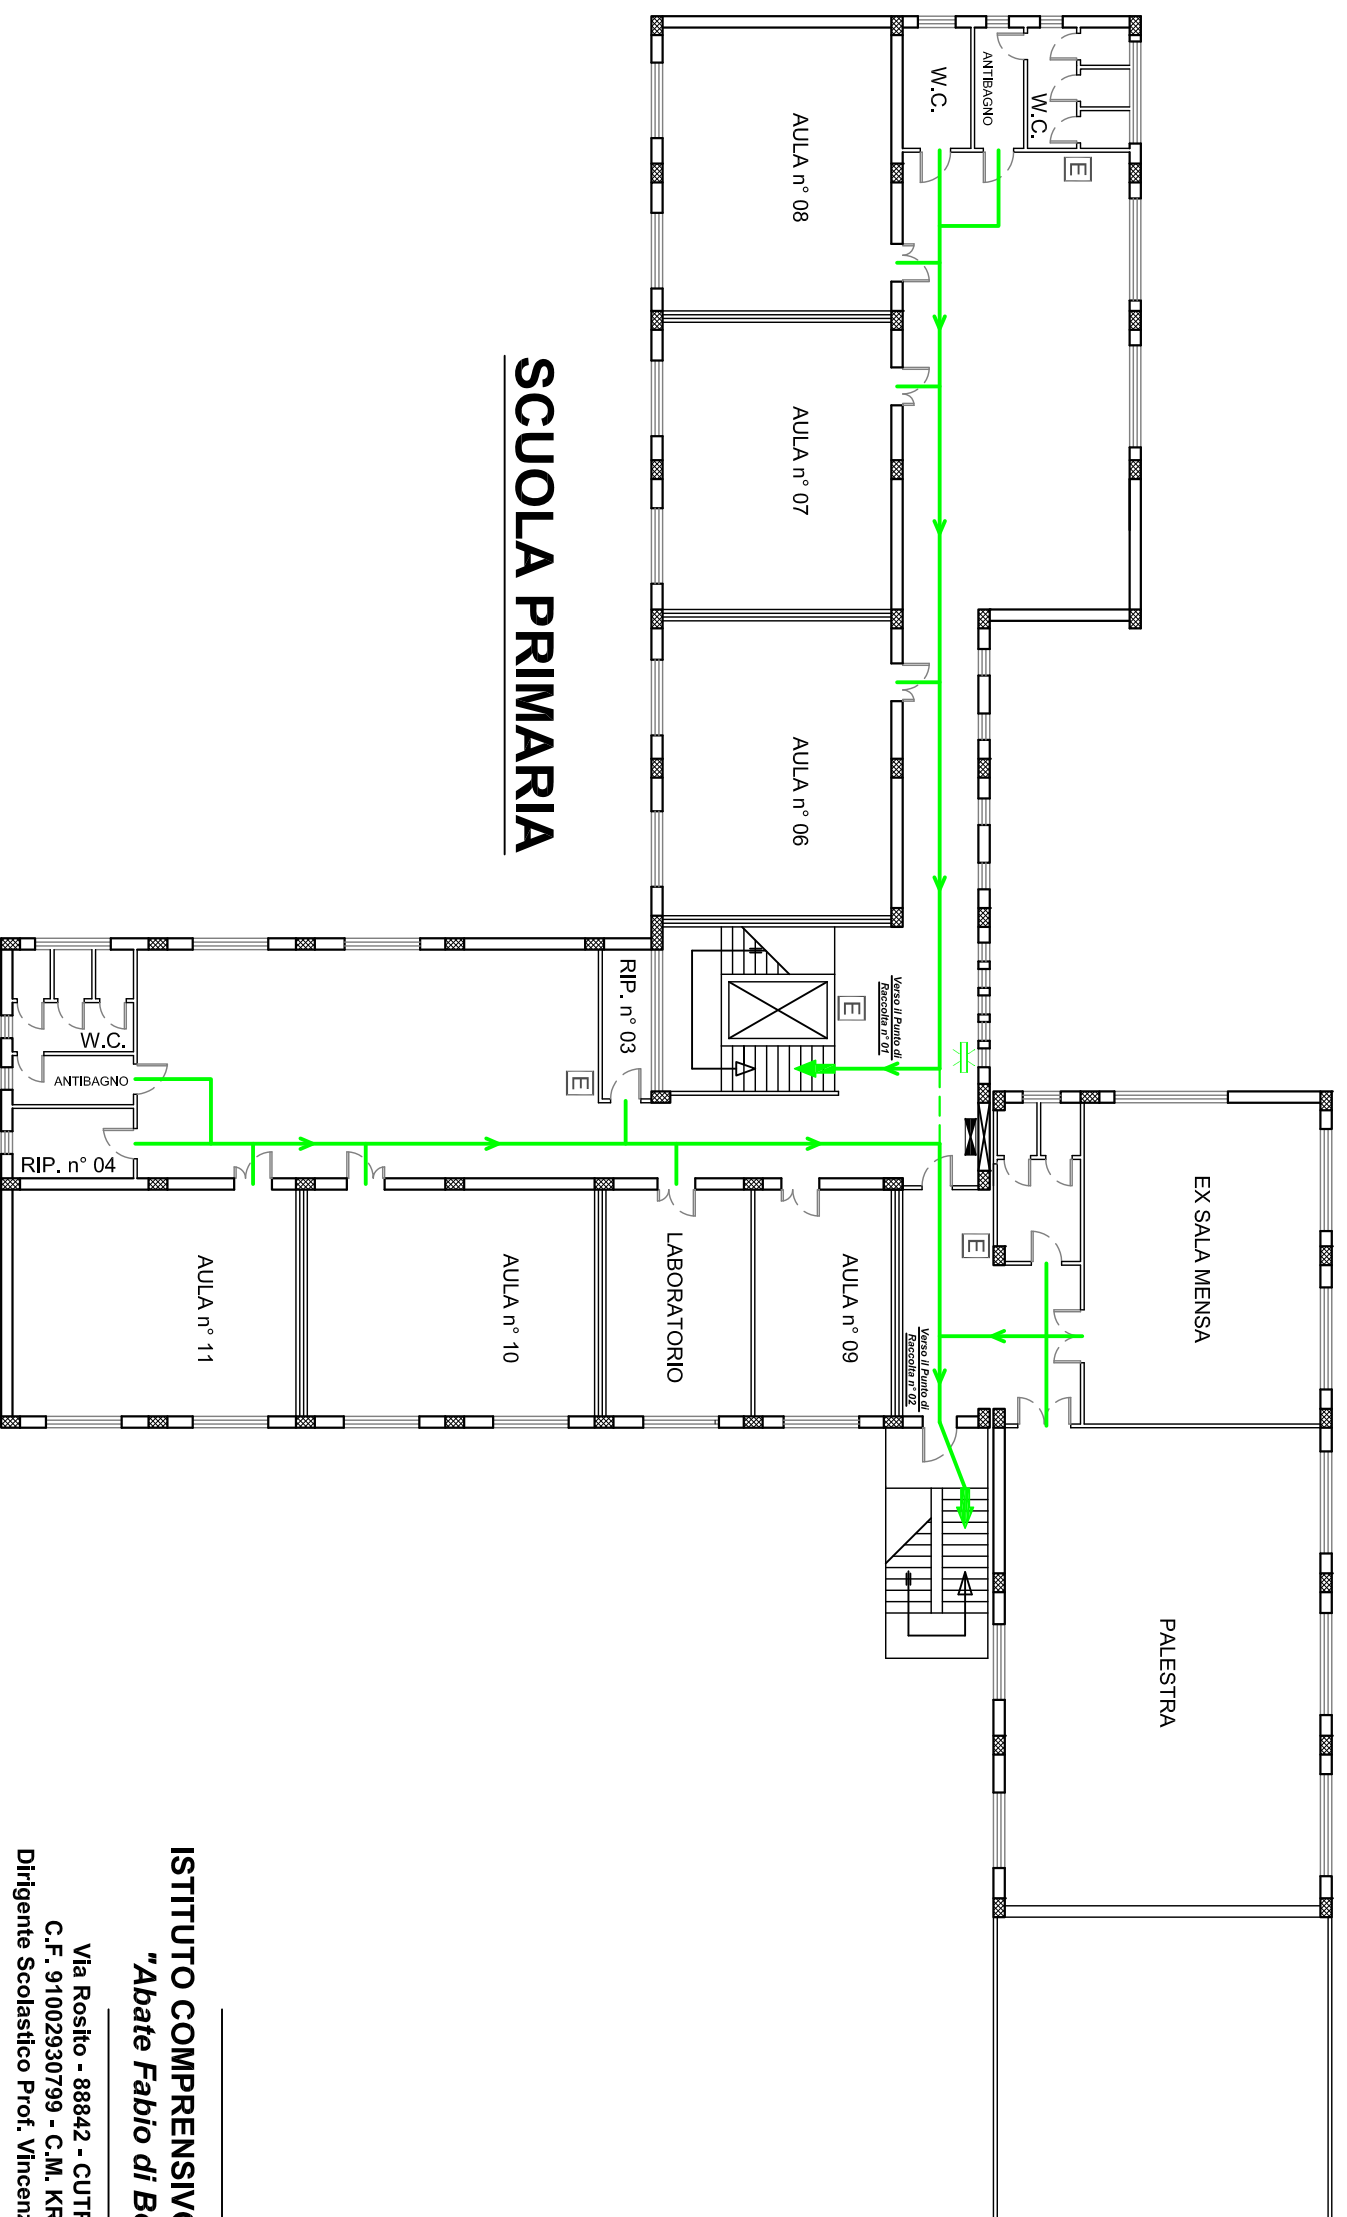 W.C.
ANTIBAGNO
W.C.
E
AULA n° 08
AULA n° 07
AULA n° 06
SCUOLA PRIMARIA
Verso il Punto di
Raccolta n° 01
E
RIP. n° 03
E
W.C.
ANTIBAGNO
RIP. n° 04
EX SALA MENSA
E
LABORATORIO
AULA n° 09
AULA n° 10
AULA n° 11
Verso il Punto di
Raccolta n° 02
PALESTRA
ISTITUTO COMPRENSIVO
"Abate Fabio di Bo
Via Rosito - 88842 - CUTR
C.F. 91002930799 - C.M. KR
Dirigente Scolastico Prof. Vincenz